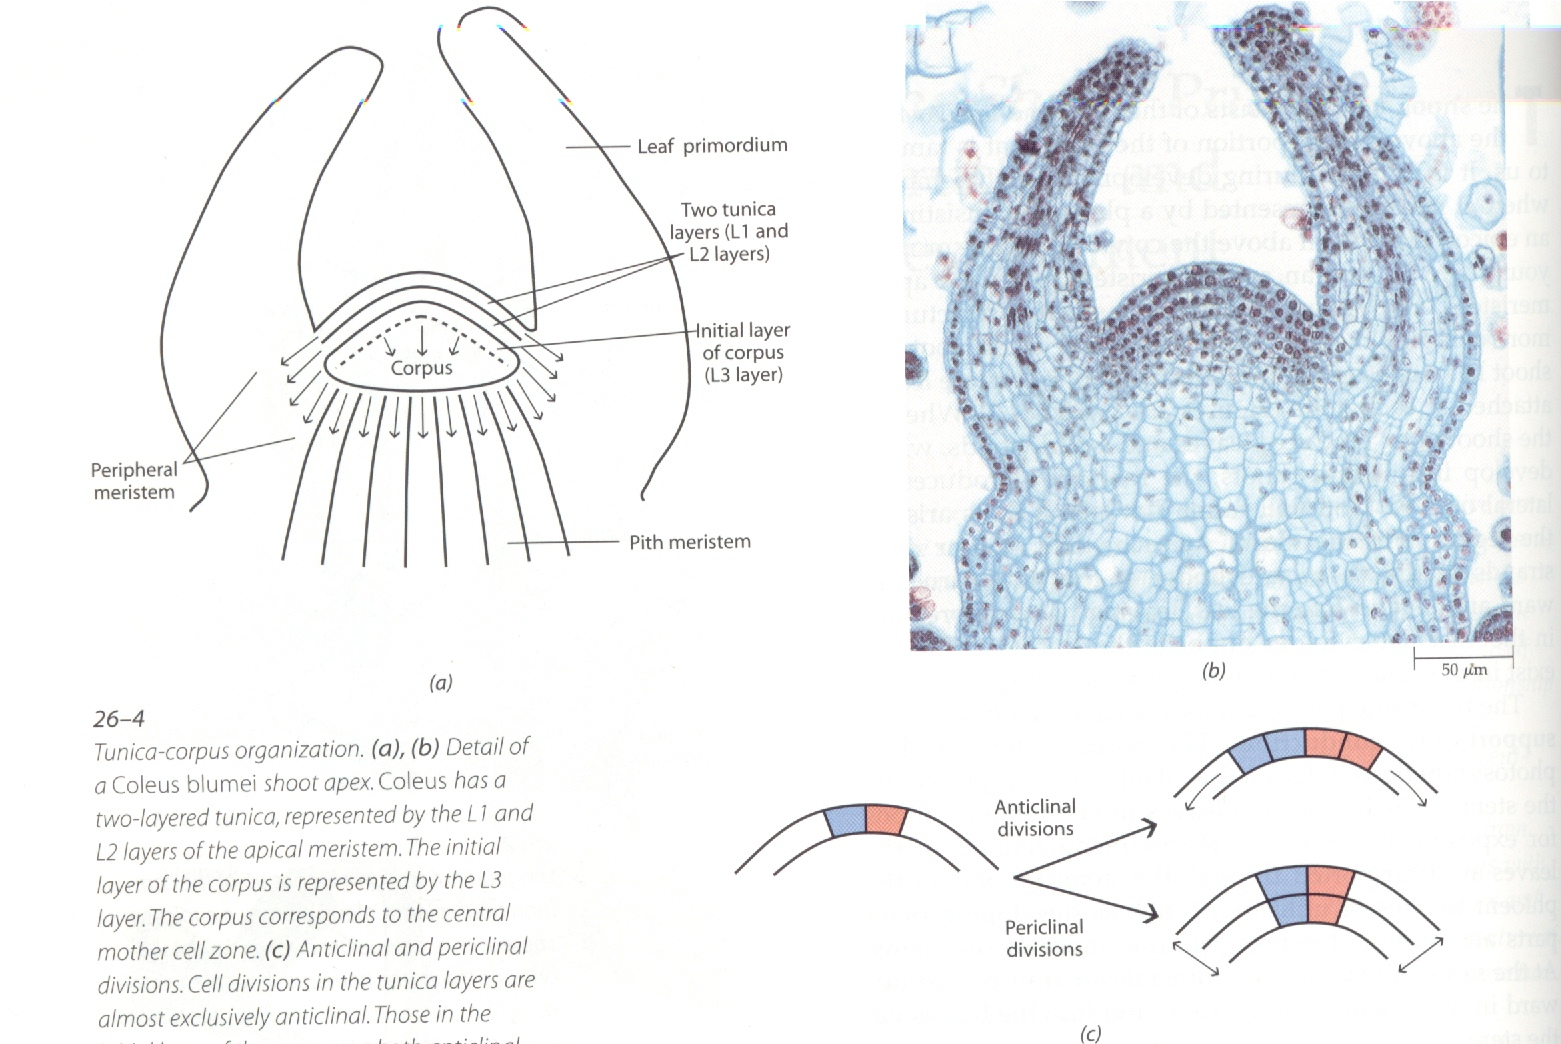 Leaf primordium
Two tunica
layers (L1 and
L2 layers)
Initial layer
of corpus
(L3 layer)
Corpus
Peripheral
meristem
Pith meristem
(a)
(b)
50 μm
26–4
Tunica-corpus organization. (a), (b) Detail of
a Coleus blumei shoot apex. Coleus has a
two-layered tunica, represented by the L1 and
L2 layers of the apical meristem. The initial
layer of the corpus is represented by the L3
layer. The corpus corresponds to the central
mother cell zone. (c) Anticlinal and periclinal
divisions. Cell divisions in the tunica layers are
almost exclusively anticlinal. Those in the
Anticlinal
divisions
Periclinal
divisions
(c)